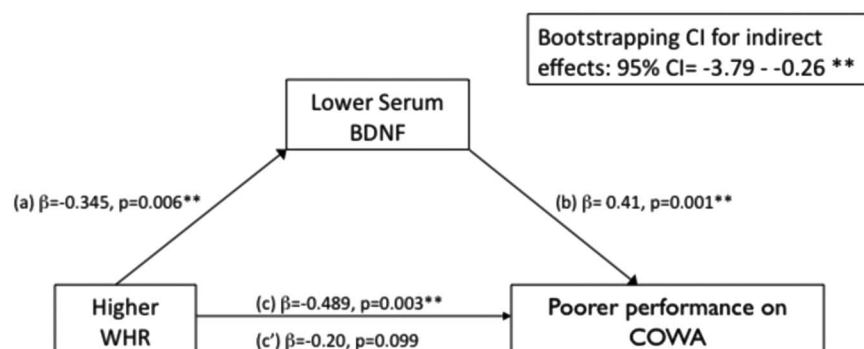 Bootstrapping CI for indirect
effects: 95% CI= -3.79 - -0.26 **
Lower Serum
BDNF
(a) β=-0.345, p=0.006**
(b) β= 0.41, p=0.001**
Higher
WHR
(c) β=-0.489, p=0.003**
(c’) β=-0.20, p=0.099
Poorer performance on
COWA